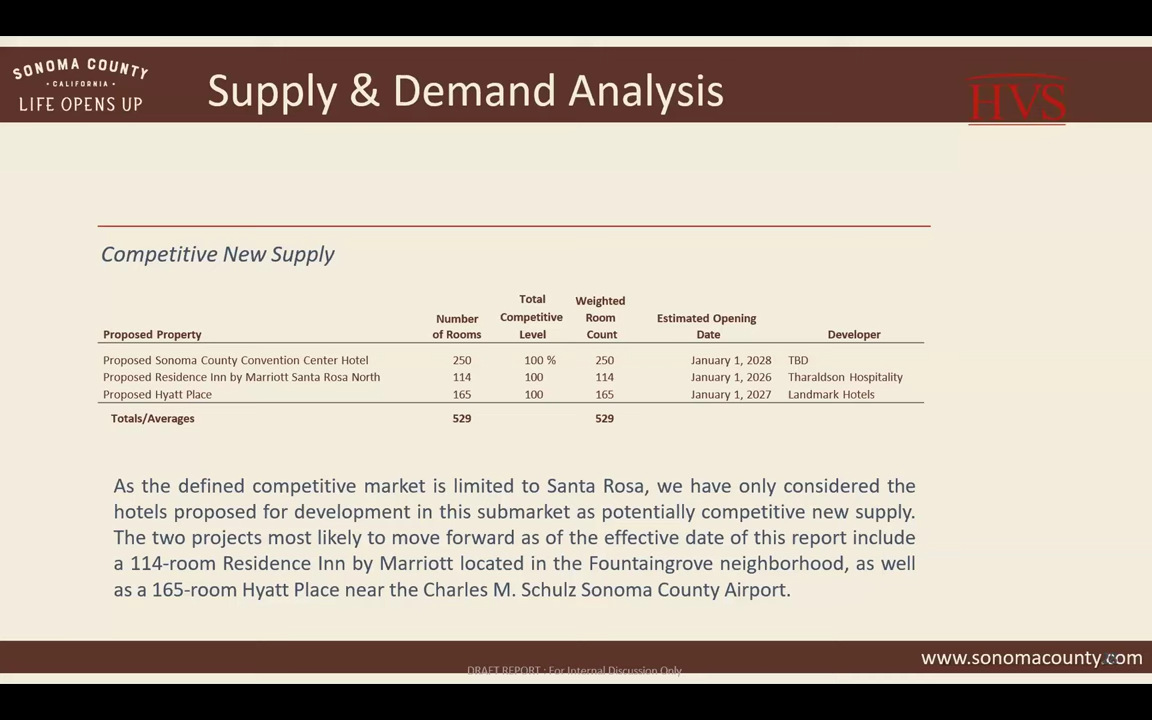 SONOMA COUNTY
• CALIFORNIA •
LIFE OPENS UP
Supply & Demand Analysis
HVS
Competitive New Supply
Proposed Property Number of Rooms Total Competitive Level Weighted Room Count Estimated Opening Date Developer
Proposed Sonoma County Convention Center Hotel 250 100 % 250 January 1, 2028 TBD
Proposed Residence Inn by Marriott Santa Rosa North 114 100 114 January 1, 2026 Tharaldson Hospitality
Proposed Hyatt Place 165 100 165 January 1, 2027 Landmark Hotels
Totals/Averages 529 529
As the defined competitive market is limited to Santa Rosa, we have only considered the
hotels proposed for development in this submarket as potentially competitive new supply.
The two projects most likely to move forward as of the effective date of this report include
a 114-room Residence Inn by Marriott located in the Fountaingrove neighborhood, as well
as a 165-room Hyatt Place near the Charles M. Schulz Sonoma County Airport.
www.sonomacounty.com
DRAFT REPORT : For Internal Discussion Only